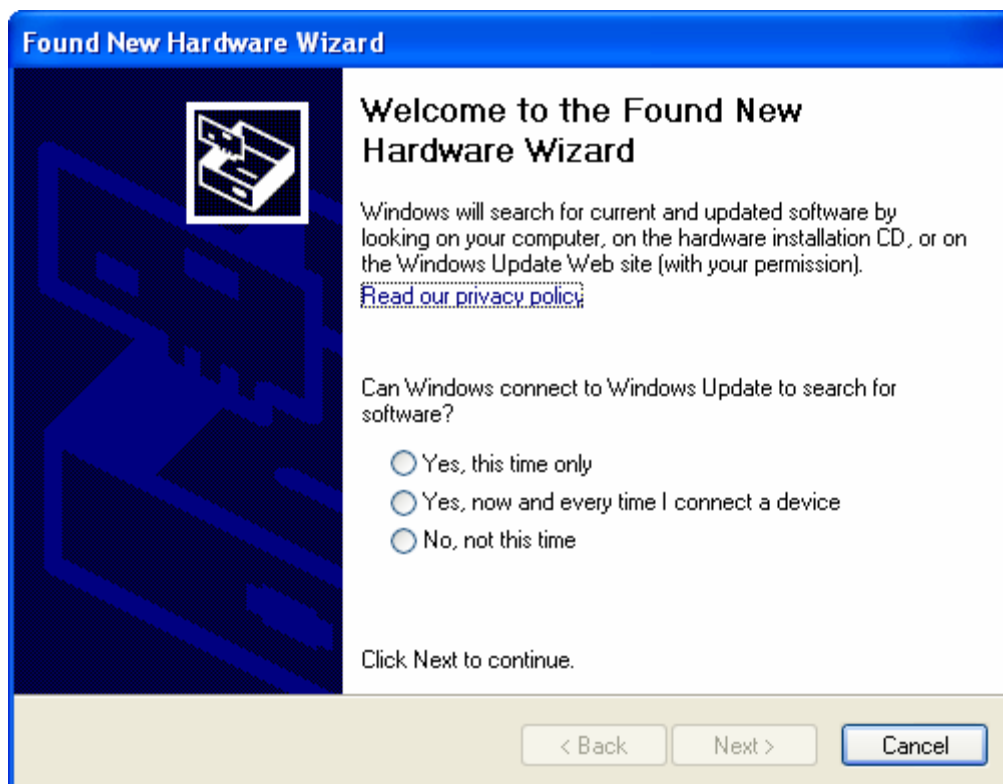 Found New Hardware Wizard
Welcome to the Found New
Hardware Wizard
Windows will search for current and updated software by
looking on your computer, on the hardware installation CD, or on
the Windows Update Web site (with your permission).
Read our privacy policy
Can Windows connect to Windows Update to search for
software?
Yes, this time only
Yes, now and every time I connect a device
No, not this time
Click Next to continue.
< Back
Next >
Cancel